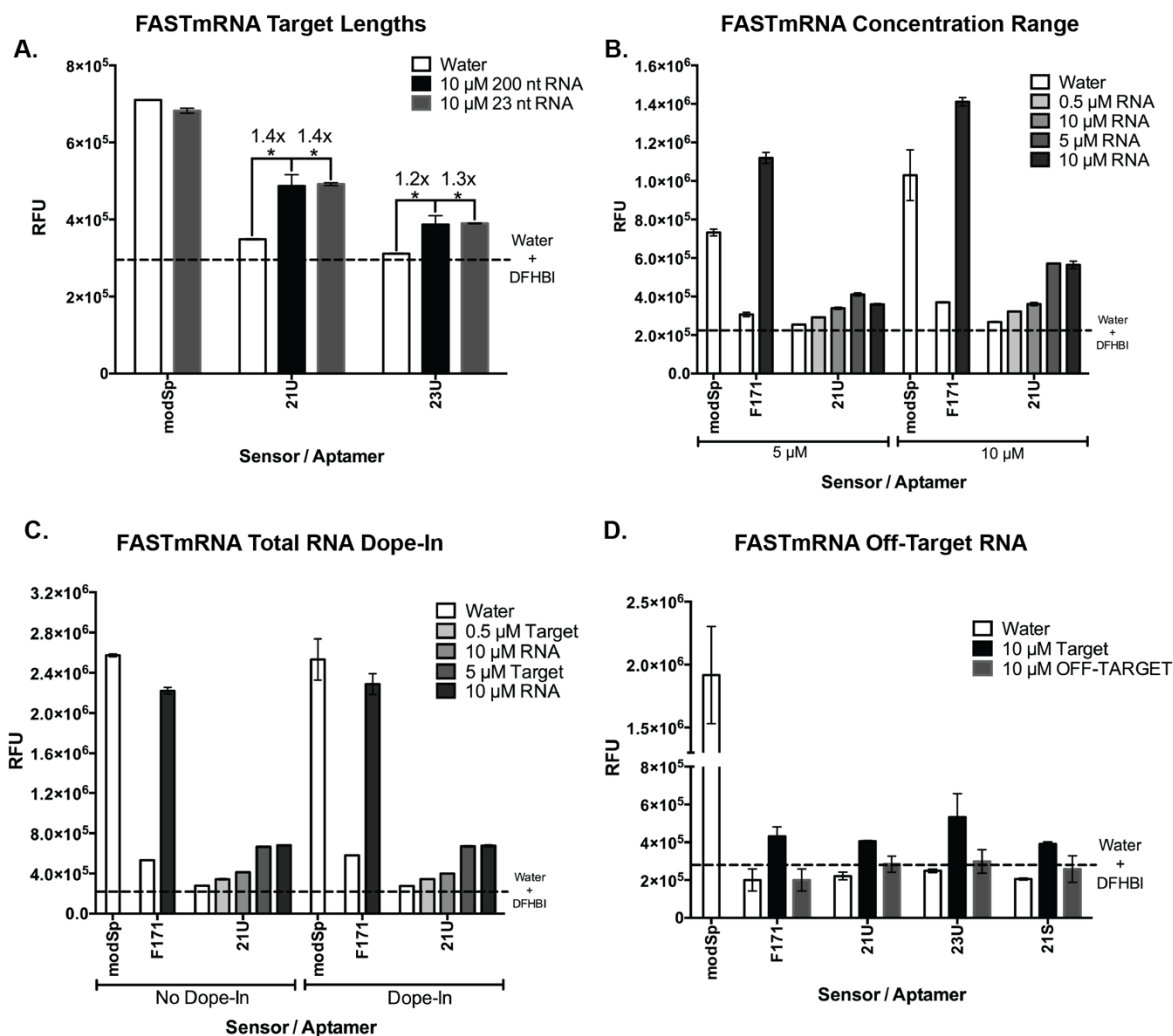 FASTmRNA Target Lengths
A.
Water
10 µM 200 nt RNA
10 µM 23 nt RNA
8×10⁵
6×10⁵
4×10⁵
2×10⁵
0
RFU
1.4x
1.4x
*
*
1.2x
1.3x
*
*
Water
+
DFHBI
modSp
21U
23U
Sensor / Aptamer
FASTmRNA Concentration Range
B.
Water
0.5 µM RNA
10 µM RNA
5 µM RNA
10 µM RNA
1.6×10⁶
1.4×10⁶
1.2×10⁶
1.0×10⁶
8.0×10⁵
6.0×10⁵
4.0×10⁵
2.0×10⁵
0.0
RFU
Water
+
DFHBI
modSp
F171
21U
modSp
F171
21U
5 µM
10 µM
Sensor / Aptamer
C.
FASTmRNA Total RNA Dope-In
Water
0.5 µM Target
10 µM RNA
5 µM Target
10 µM RNA
3.2×10⁶
2.8×10⁶
2.4×10⁶
2.0×10⁶
1.6×10⁶
1.2×10⁶
8.0×10⁵
4.0×10⁵
0.0
RFU
Water
+
DFHBI
modSp
F171
21U
modSp
F171
21U
No Dope-In
Dope-In
Sensor / Aptamer
D.
FASTmRNA Off-Target RNA
Water
10 µM Target
10 µM OFF-TARGET
2.5×10⁶
2.0×10⁶
1.5×10⁶
1.0×10⁶
8×10⁵
6×10⁵
4×10⁵
2×10⁵
0
RFU
Water
+
DFHBI
modSp
F171
21U
23U
21S
Sensor / Aptamer